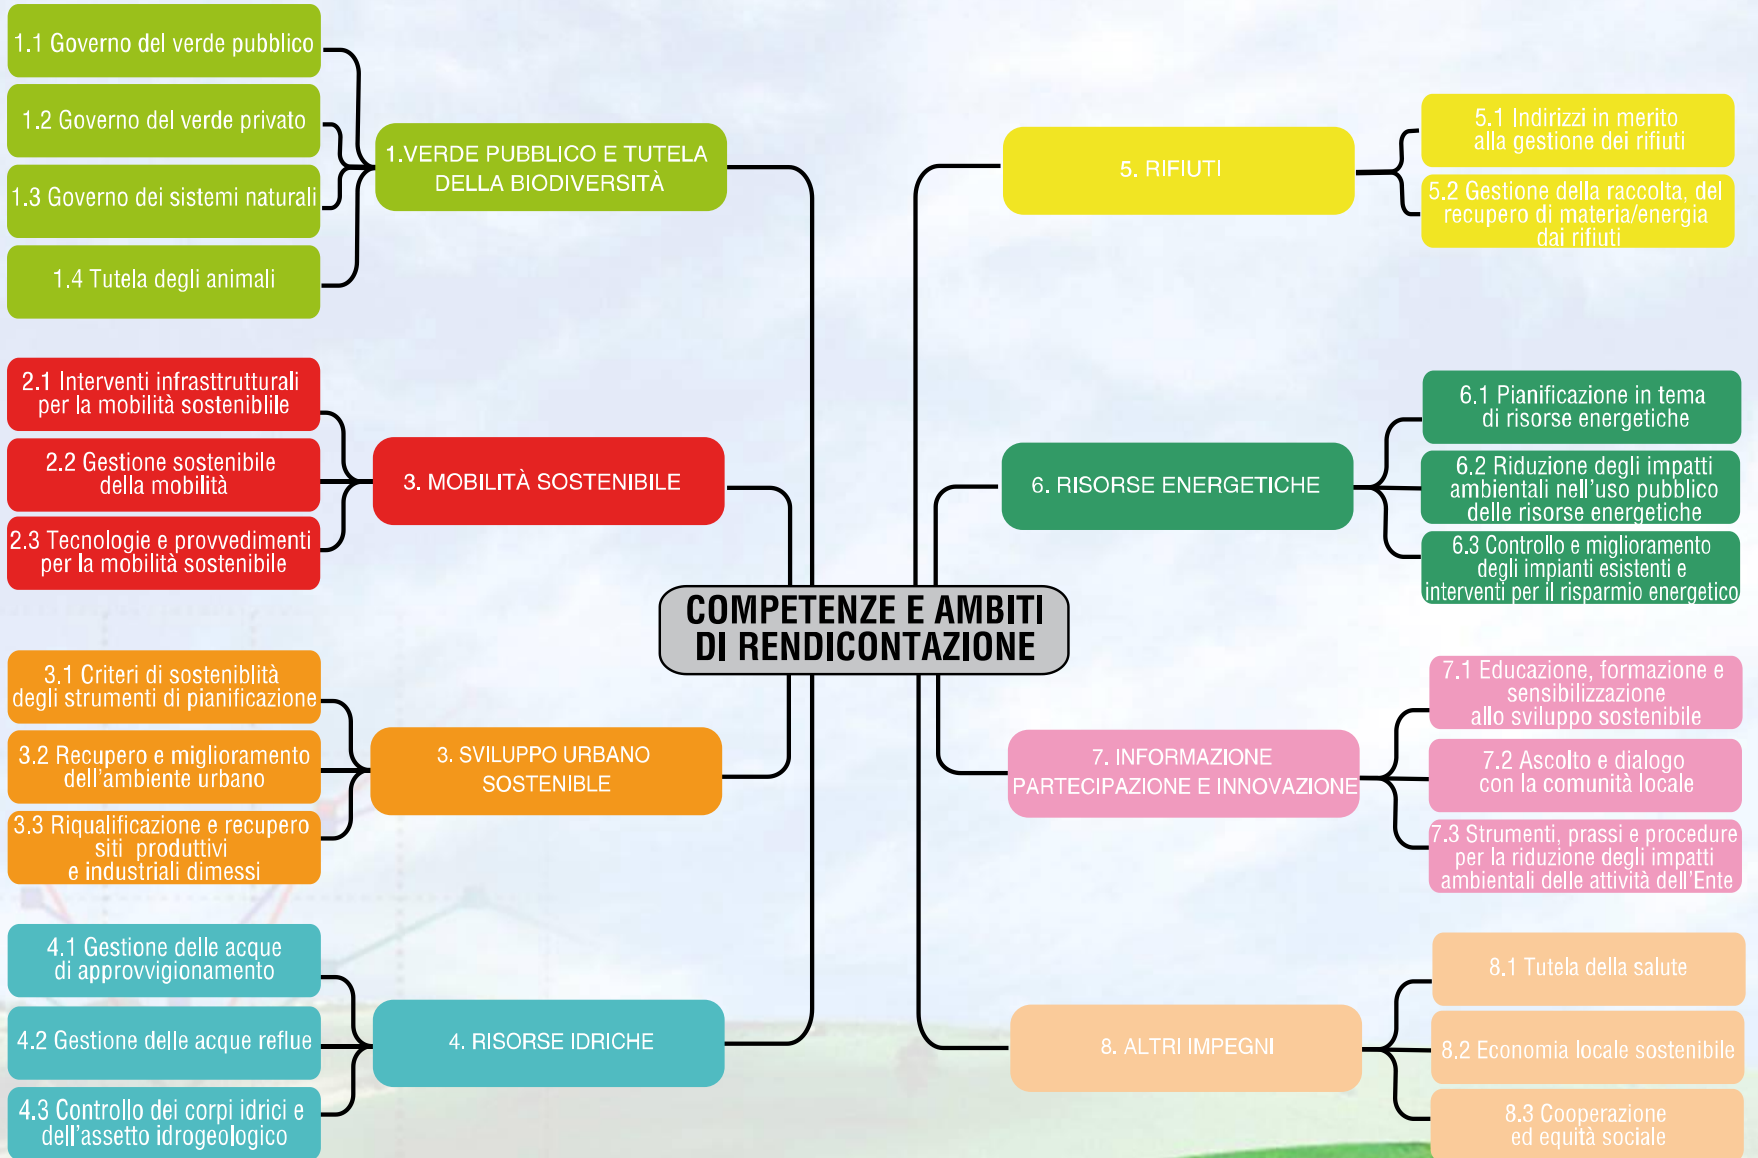 1.1 Governo del verde pubblico
1.2 Governo del verde privato
1.3 Governo dei sistemi naturali
1.4 Tutela degli animali
1.VERDE PUBBLICO E TUTELA
DELLA BIODIVERSITÀ
2.1 Interventi infrasttrutturali
per la mobilità sosteniblile
2.2 Gestione sostenibile
della mobilità
2.3 Tecnologie e provvedimenti
per la mobilità sostenibile
3. MOBILITÀ SOSTENIBILE
3.1 Criteri di sosteniblità
degli strumenti di pianificazione
3.2 Recupero e miglioramento
dell'ambiente urbano
3.3 Riqualificazione e recupero
siti produttivi
e industriali dimessi
3. SVILUPPO URBANO
SOSTENIBLE
4.1 Gestione delle acque
di approvvigionamento
4.2 Gestione delle acque reflue
4.3 Controllo dei corpi idrici e
dell'assetto idrogeologico
4. RISORSE IDRICHE
COMPETENZE E AMBITI
DI RENDICONTAZIONE
5. RIFIUTI
5.1 Indirizzi in merito
alla gestione dei rifiuti
5.2 Gestione della raccolta, del
recupero di materia/energia
dai rifiuti
6. RISORSE ENERGETICHE
6.1 Pianificazione in tema
di risorse energetiche
6.2 Riduzione degli impatti
ambientali nell'uso pubblico
delle risorse energetiche
6.3 Controllo e miglioramento
degli impianti esistenti e
interventi per il risparmio energetico
7. INFORMAZIONE
PARTECIPAZIONE E INNOVAZIONE
7.1 Educazione, formazione e
sensibilizzazione
allo sviluppo sostenibile
7.2 Ascolto e dialogo
con la comunità locale
7.3 Strumenti, prassi e procedure
per la riduzione degli impatti
ambientali delle attività dell'Ente
8. ALTRI IMPEGNI
8.1 Tutela della salute
8.2 Economia locale sostenibile
8.3 Cooperazione
ed equità sociale